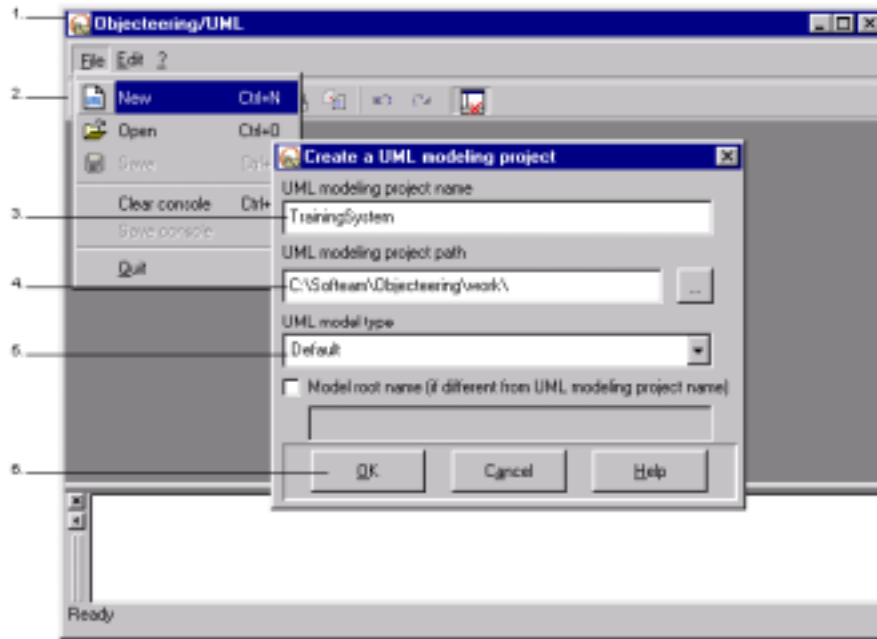 1.
Objecteering/UML
File Edit ?
2.
New Ctrl+N
Open Ctrl+O
Save Ctrl+
Clear console Ctrl+
Save console
Quit
Create a UML modeling project
UML modeling project name
3.
TrainingSystem
UML modeling project path
4.
C:\Softeam\Objecteering\work\
...
UML model type
5.
Default
Model root name (if different from UML modeling project name)
6.
OK
Cancel
Help
Ready